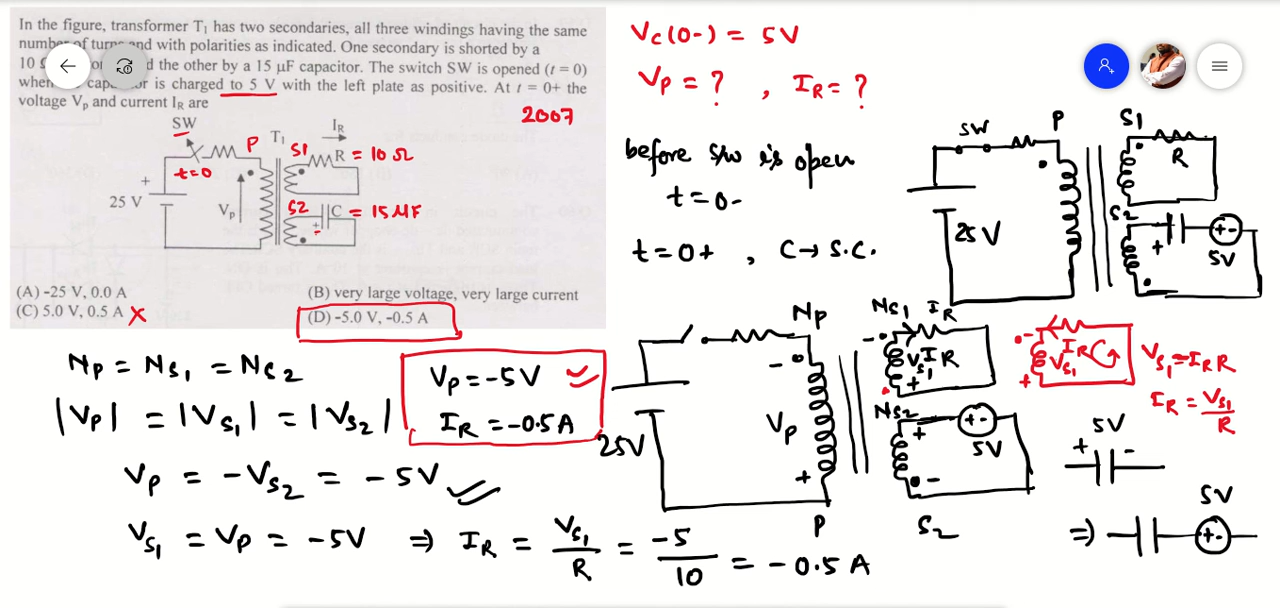 In the figure, transformer T₁ has two secondaries, all three windings having the same
number of turns and with polarities as indicated. One secondary is shorted by a
10 d the other by a 15 μF capacitor. The switch SW is opened (t = 0)
when is charged to 5 V with the left plate as positive. At t = 0+ the
voltage Vp and current IR are
2007
SW
P
T₁
IR
t=0
S1
R = 10 Ω
+
25 V
Vp
S2
C = 15 μF
+
-
(A) -25 V, 0.0 A
(B) very large voltage, very large current
(C) 5.0 V, 0.5 A X
(D) -5.0 V, -0.5 A
Vc(0-) = 5V
Vp = ? , IR = ?
before S/W is open
t = 0-
t = 0+ , C → S.C.
SW
P
S1
R
25 V
S2
+
+-
5V
Np = Ns1 = Ns2
|Vp| = |Vs1| = |Vs2|
Vp = -Vs2 = -5V
Vs1 = Vp = -5V ⇒ IR = Vs1/R = -5/10 = -0.5 A
Vp = -5V
IR = -0.5A
25V
Np
-
Vp
+
P
Ns1
IR
-
Vs1
IR R
+
Ns2
+
-
+-
5V
S2
-
IR R
Vs1
+
Vs1 = IR R
IR = Vs1/R
5V
+ -
5V
⇒
+-